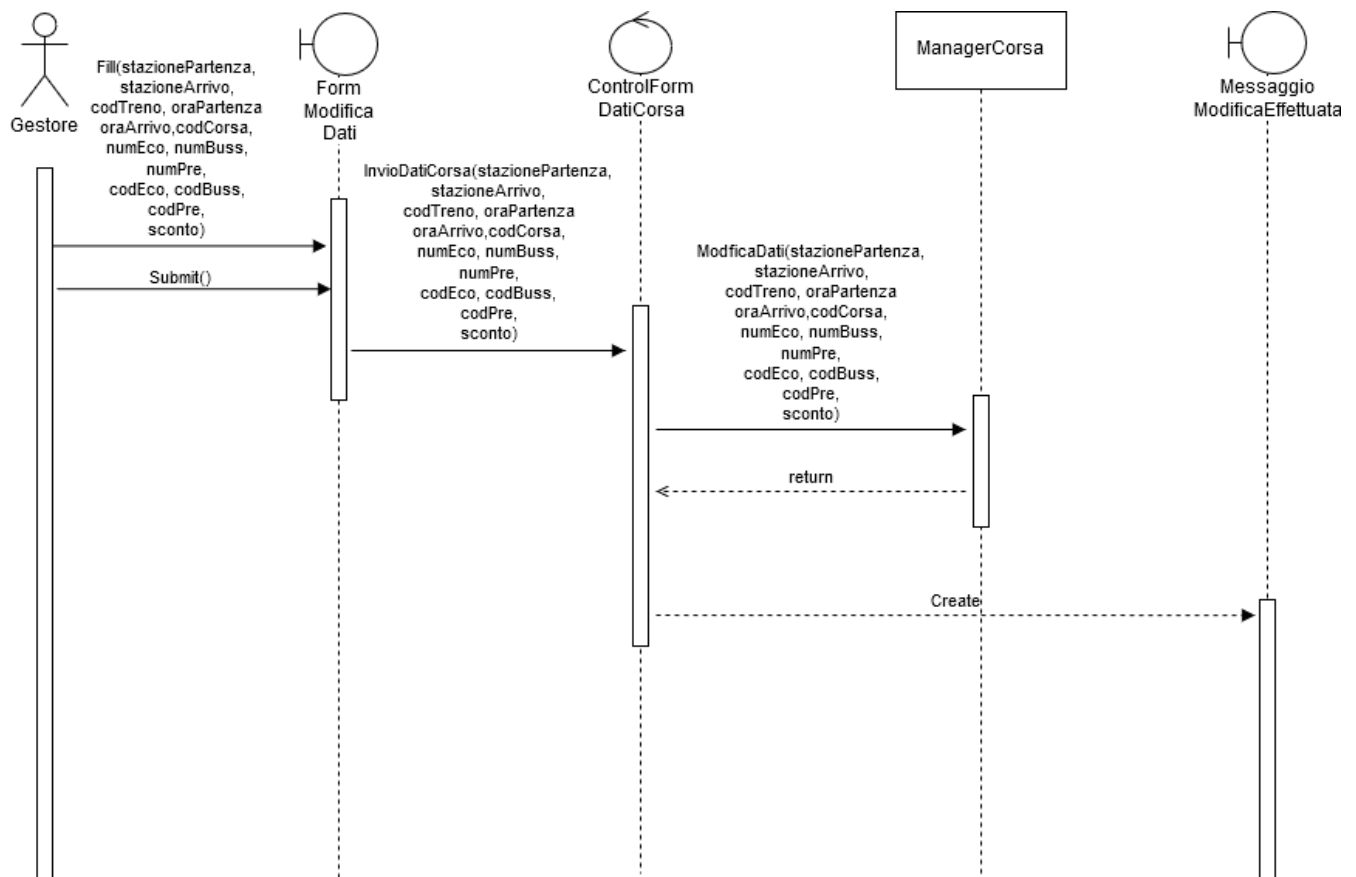 Gestore
Form
Modifica
Dati
ControlForm
DatiCorsa
ManagerCorsa
Messaggio
ModificaEffettuata
Fill(stazionePartenza,
stazioneArrivo,
codTreno, oraPartenza
oraArrivo,codCorsa,
numEco, numBuss,
numPre,
codEco, codBuss,
codPre,
sconto)
Submit()
InvioDatiCorsa(stazionePartenza,
stazioneArrivo,
codTreno, oraPartenza
oraArrivo,codCorsa,
numEco, numBuss,
numPre,
codEco, codBuss,
codPre,
sconto)
ModficaDati(stazionePartenza,
stazioneArrivo,
codTreno, oraPartenza
oraArrivo,codCorsa,
numEco, numBuss,
numPre,
codEco, codBuss,
codPre,
sconto)
return
Create